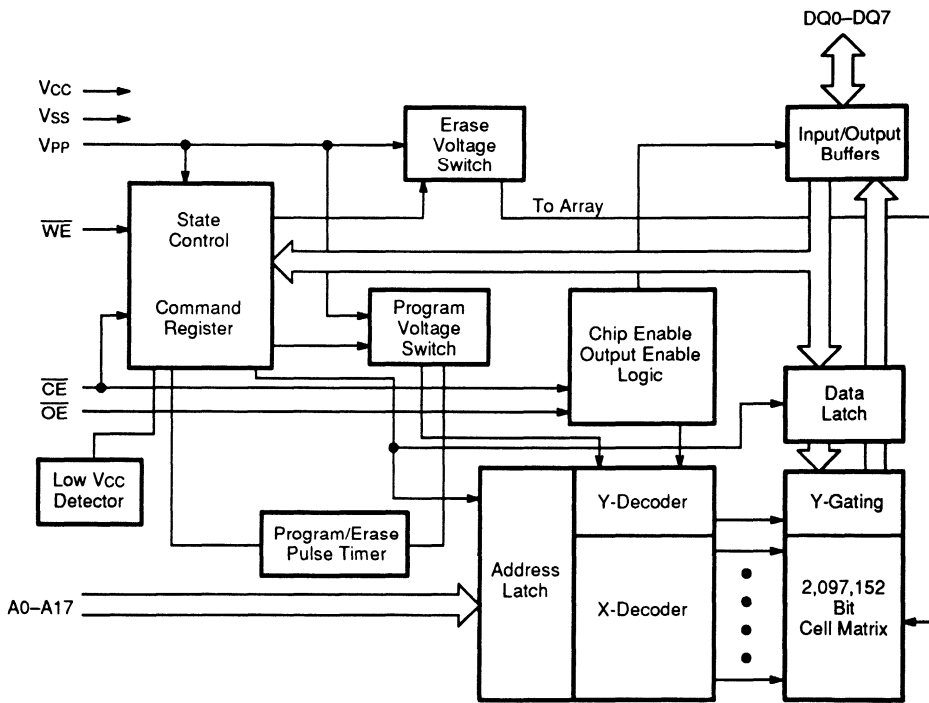 DQ0–DQ7
VCC
VSS
VPP
Erase
Voltage
Switch
Input/Output
Buffers
To Array
WE
State
Control
Command
Register
Program
Voltage
Switch
Chip Enable
Output Enable
Logic
CE
OE
Data
Latch
Low VCC
Detector
Program/Erase
Pulse Timer
Address
Latch
Y-Decoder
X-Decoder
Y-Gating
2,097,152
Bit
Cell Matrix
A0–A17